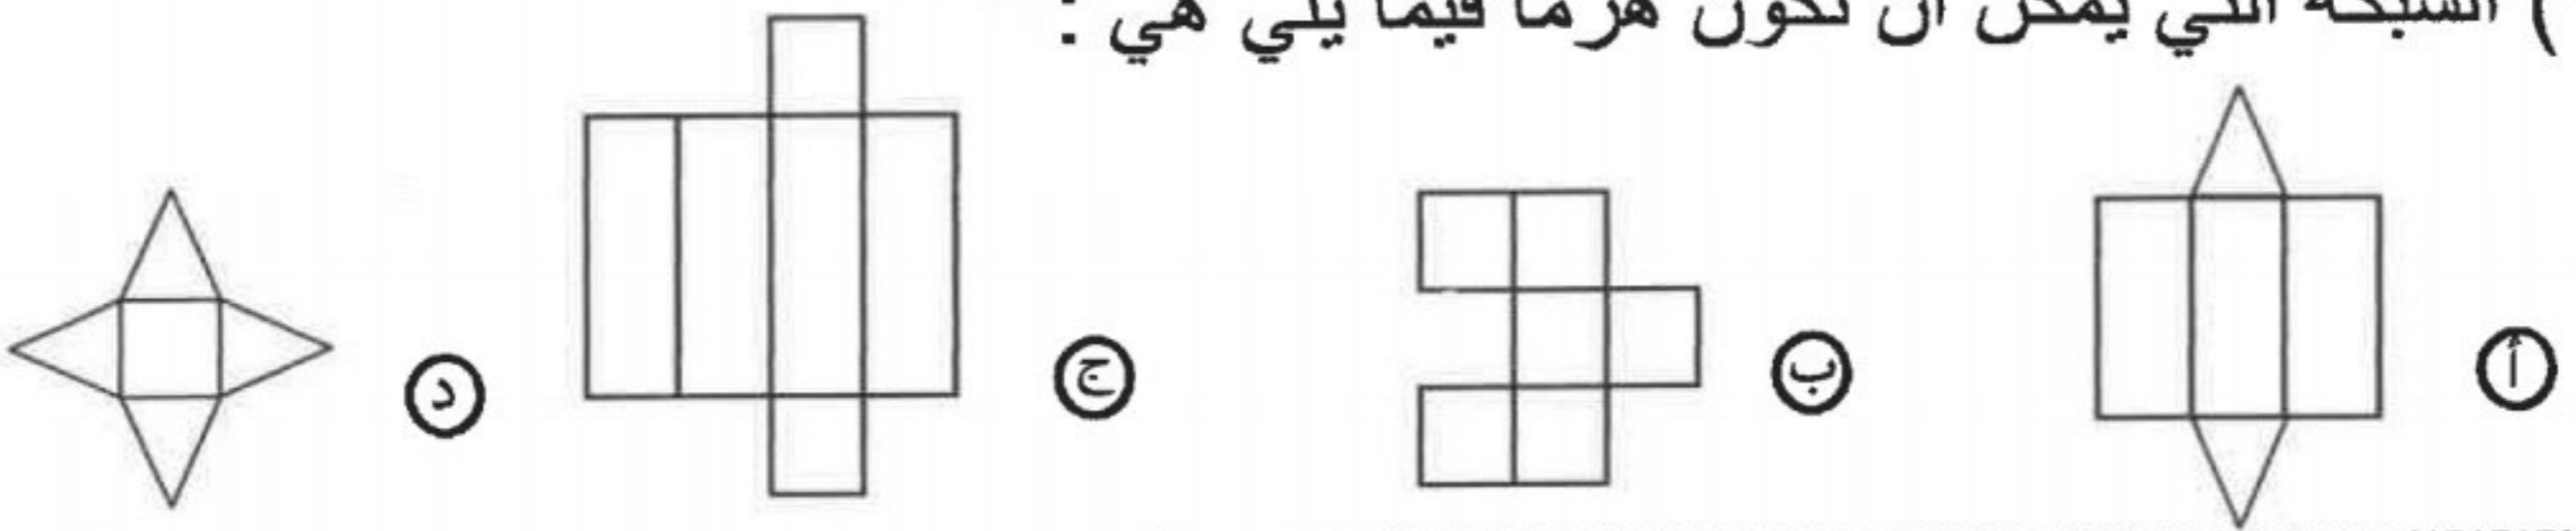 ) الشبكة التي يمكن أن تكون هرما فيما يلي هي :
أ
ب
ج
د